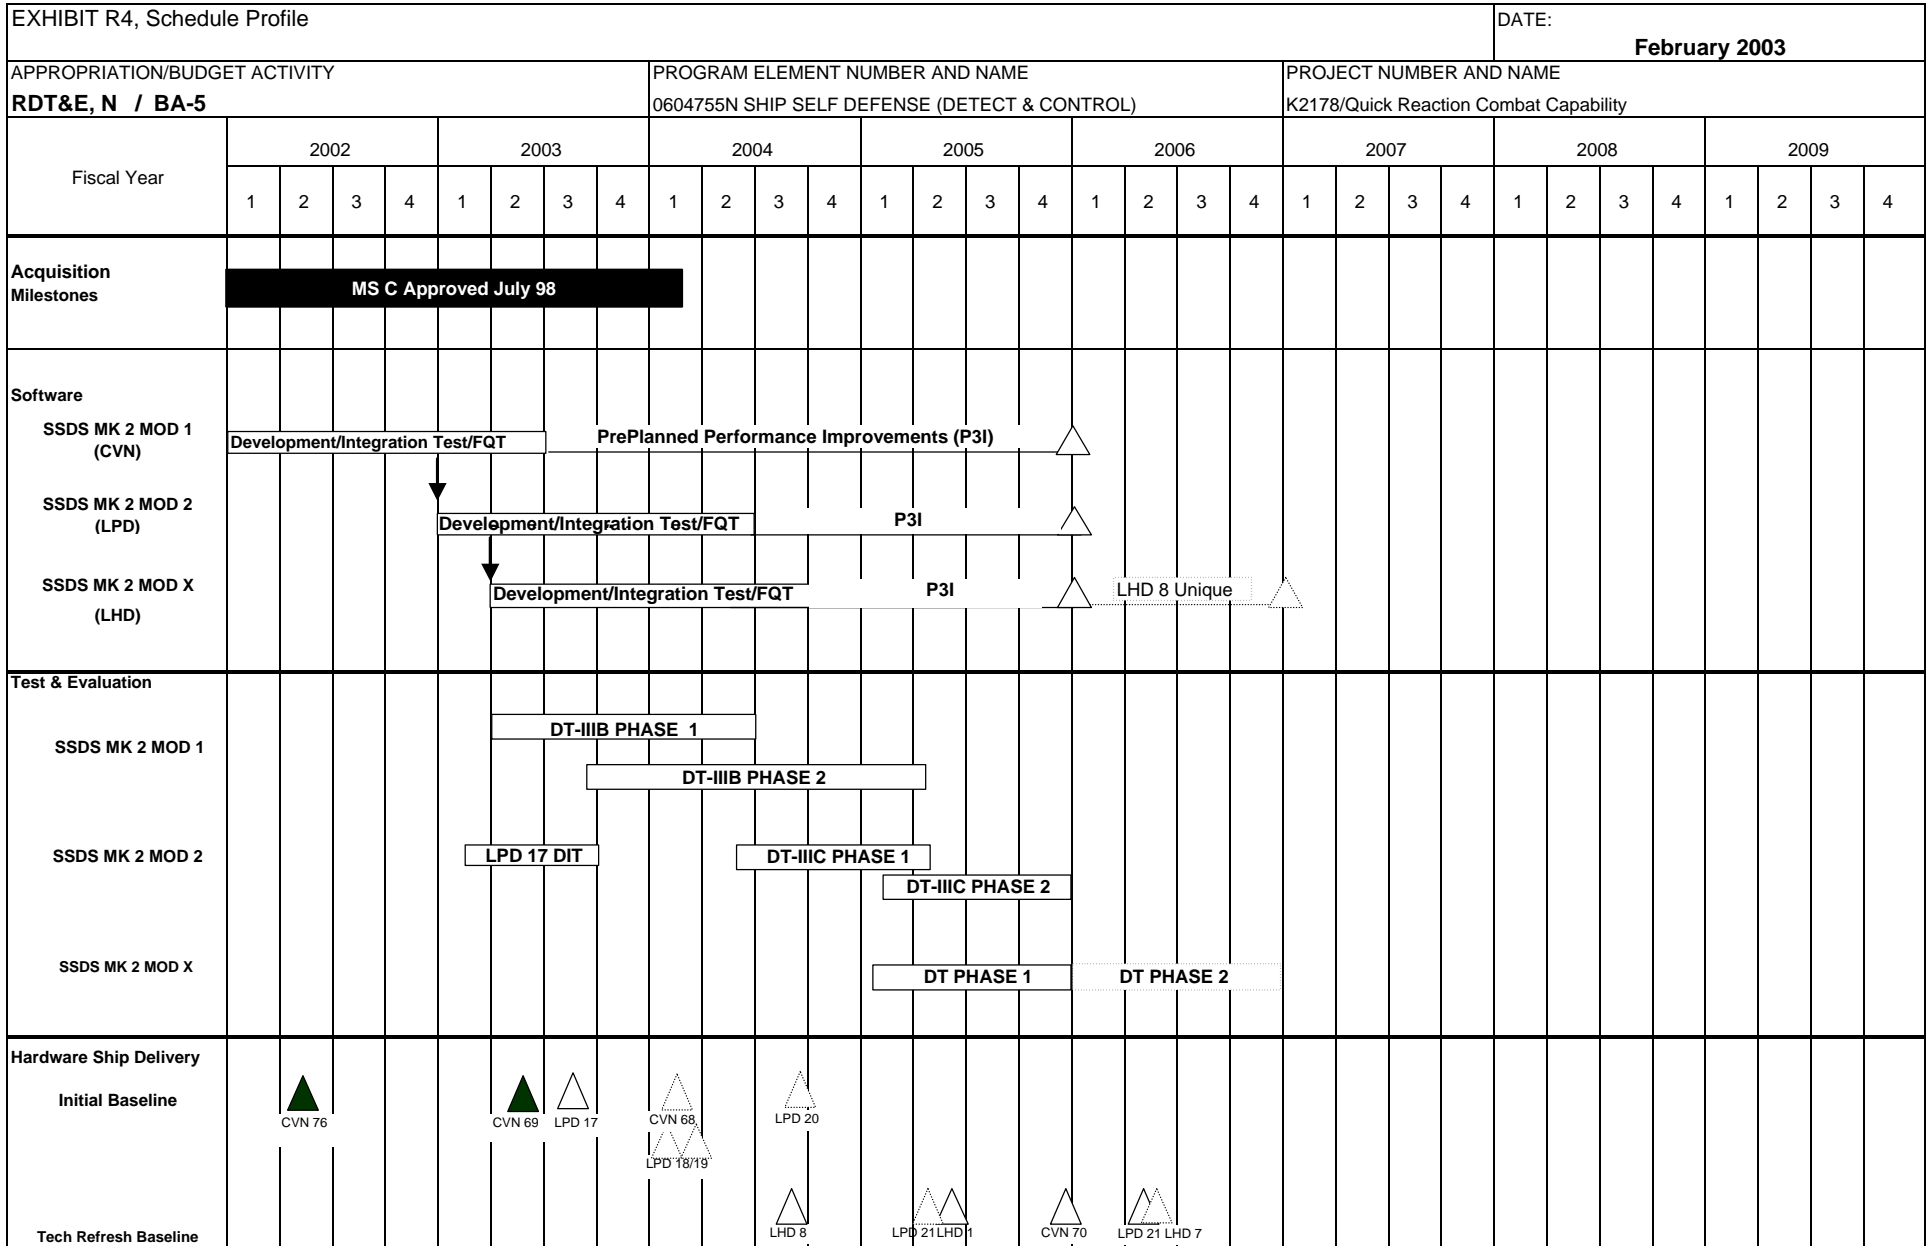 EXHIBIT R4, Schedule Profile
DATE:
February 2003
APPROPRIATION/BUDGET ACTIVITY
PROGRAM ELEMENT NUMBER AND NAME
PROJECT NUMBER AND NAME
RDT&E, N / BA-5
0604755N SHIP SELF DEFENSE (DETECT & CONTROL)
K2178/Quick Reaction Combat Capability
Fiscal Year
2002 2003 2004 2005 2006 2007 2008 2009
1 2 3 4 1 2 3 4 1 2 3 4 1 2 3 4 1 2 3 4 1 2 3 4 1 2 3 4 1 2 3 4
Acquisition
Milestones
MS C Approved July 98
Software
SSDS MK 2 MOD 1
(CVN)
Development/Integration Test/FQT
PrePlanned Performance Improvements (P3I)
SSDS MK 2 MOD 2
(LPD)
Development/Integration Test/FQT
P3I
SSDS MK 2 MOD X
(LHD)
Development/Integration Test/FQT
P3I
LHD 8 Unique
Test & Evaluation
SSDS MK 2 MOD 1
DT-IIIB PHASE 1
DT-IIIB PHASE 2
SSDS MK 2 MOD 2
LPD 17 DIT
DT-IIIC PHASE 1
DT-IIIC PHASE 2
SSDS MK 2 MOD X
DT PHASE 1
DT PHASE 2
Hardware Ship Delivery
Initial Baseline
CVN 76
CVN 69
LPD 17
CVN 68
LPD 20
LPD 18/19
Tech Refresh Baseline
LHD 8
LPD 21
LHD 1
CVN 70
LPD 21
LHD 7